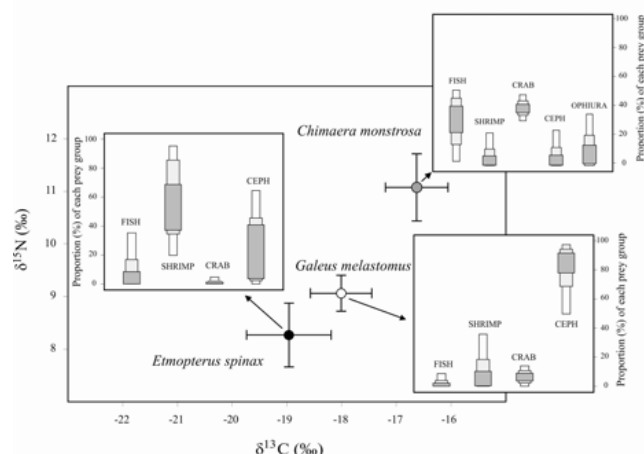 Proportion (%) of each prey group
100
80
60
40
20
0
FISH
SHRIMP
CRAB
CEPH
OPHIURA
Chimaera monstrosa
Proportion (%) of each prey group
100
80
60
40
20
0
FISH
SHRIMP
CRAB
CEPH
Galeus melastomus
Proportion (%) of each prey group
100
80
60
40
20
0
FISH
SHRIMP
CRAB
CEPH
Etmopterus spinax
δ15N (‰)
12
11
10
9
8
-22
-21
-20
-19
-18
-17
-16
δ13C (‰)